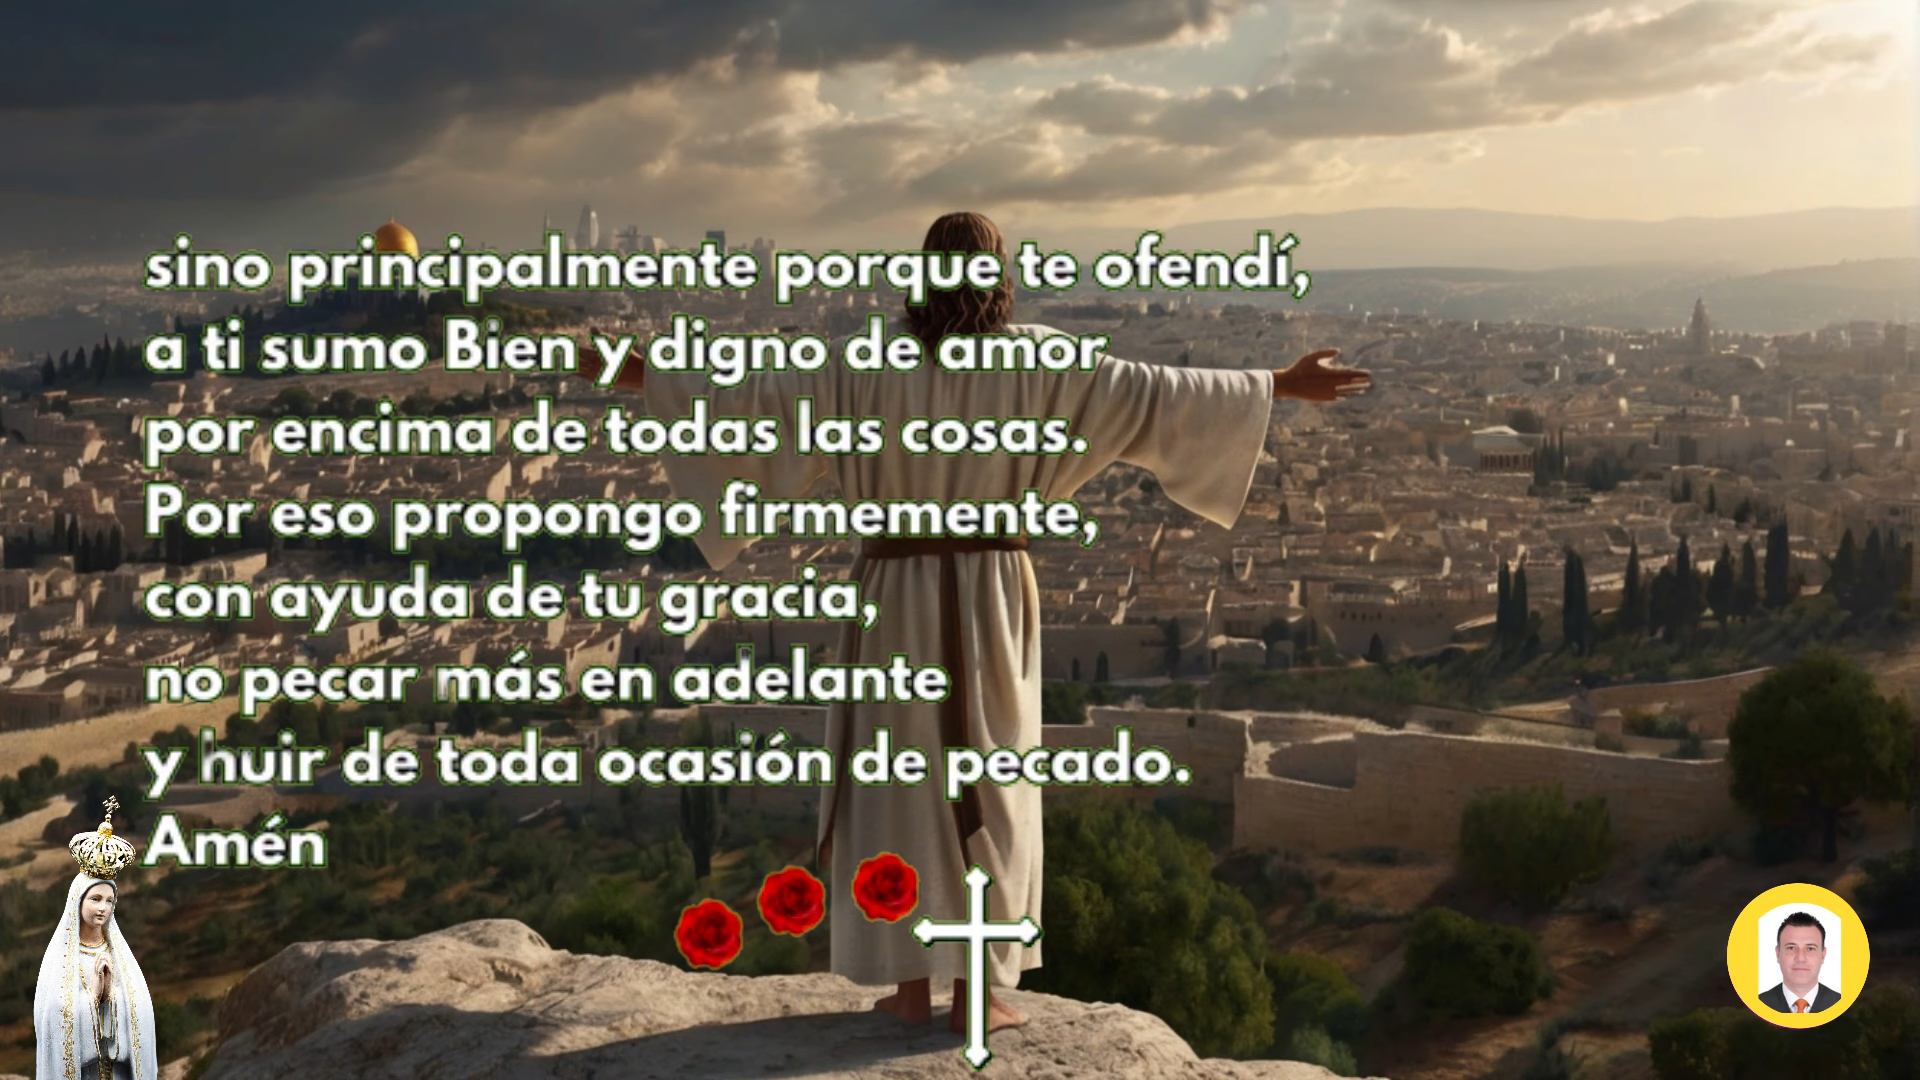 sino principalmente porque te ofendí,
a ti sumo Bien y digno de amor
por encima de todas las cosas.
Por eso propongo firmemente,
con ayuda de tu gracia,
no pecar más en adelante
y huir de toda ocasión de pecado.
Amén